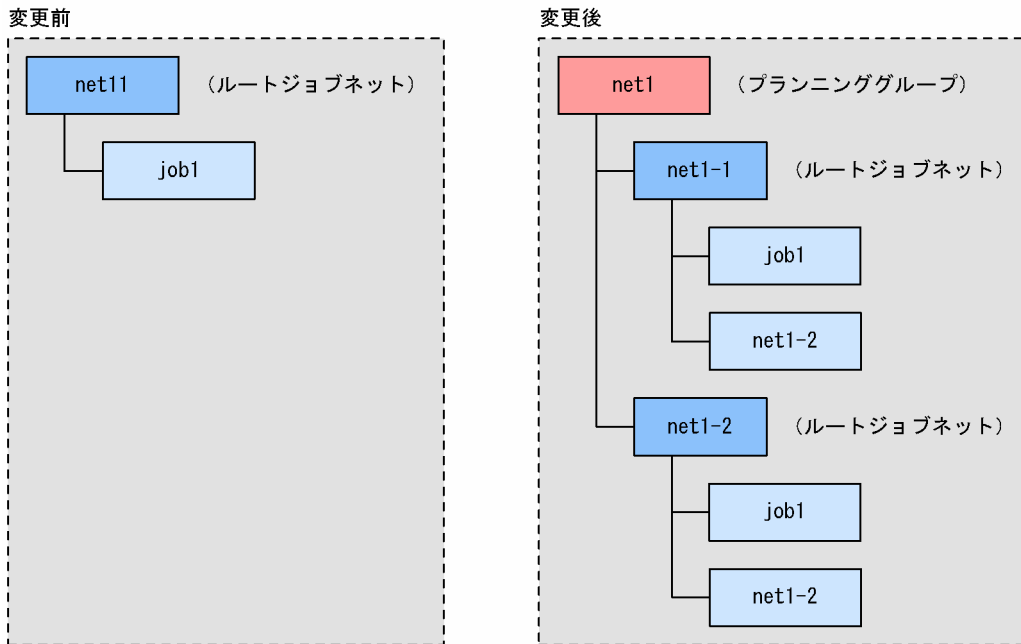 変更前
net11 （ルートジョブネット）
job1
変更後
net1 （プランニンググループ）
net1-1 （ルートジョブネット）
job1
net1-2
net1-2 （ルートジョブネット）
job1
net1-2